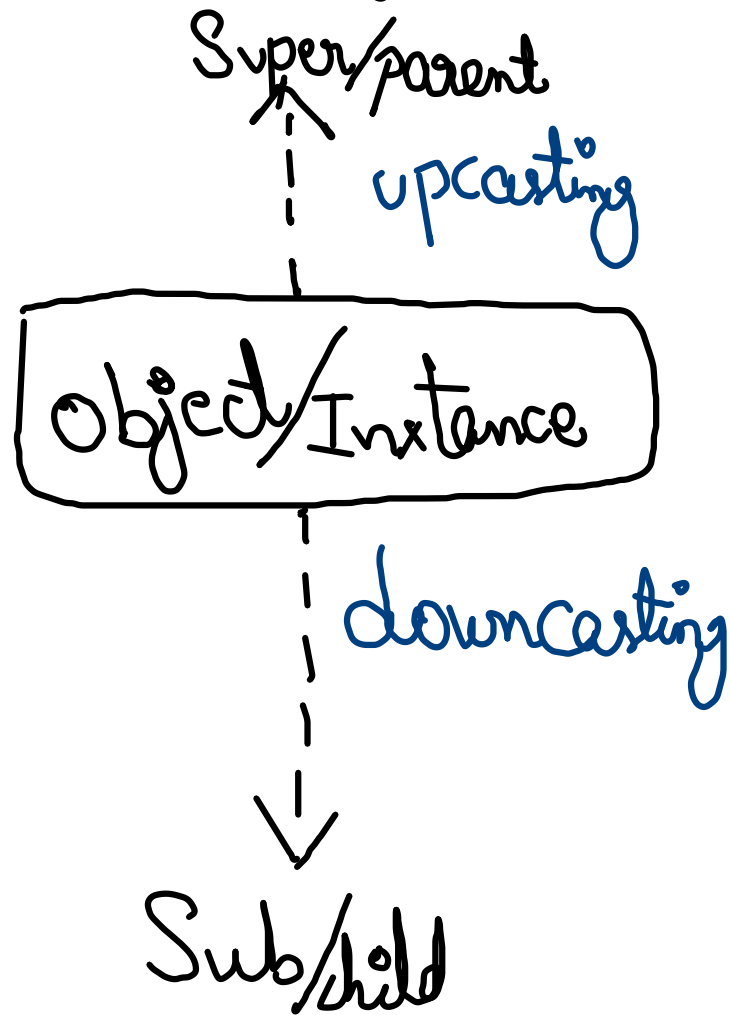 Super/parent
upcasting
Object/Instance
downcasting
Sub/child